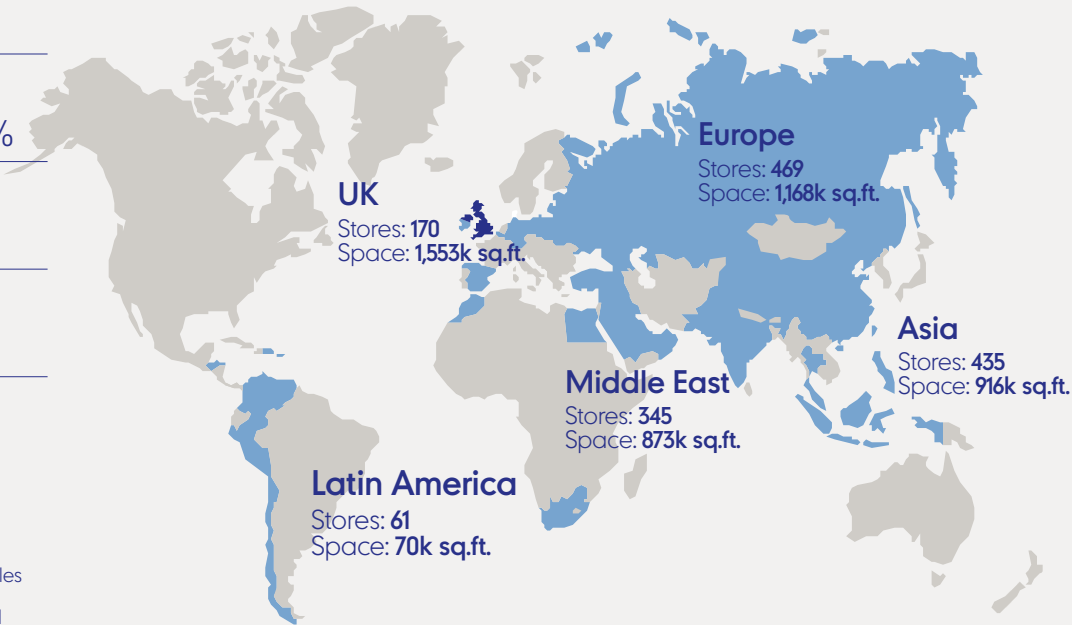 %
UK
Stores: 170
Space: 1,553k sq.ft.
Europe
Stores: 469
Space: 1,168k sq.ft.
Asia
Stores: 435
Space: 916k sq.ft.
Middle East
Stores: 345
Space: 873k sq.ft.
Latin America
Stores: 61
Space: 70k sq.ft.
les